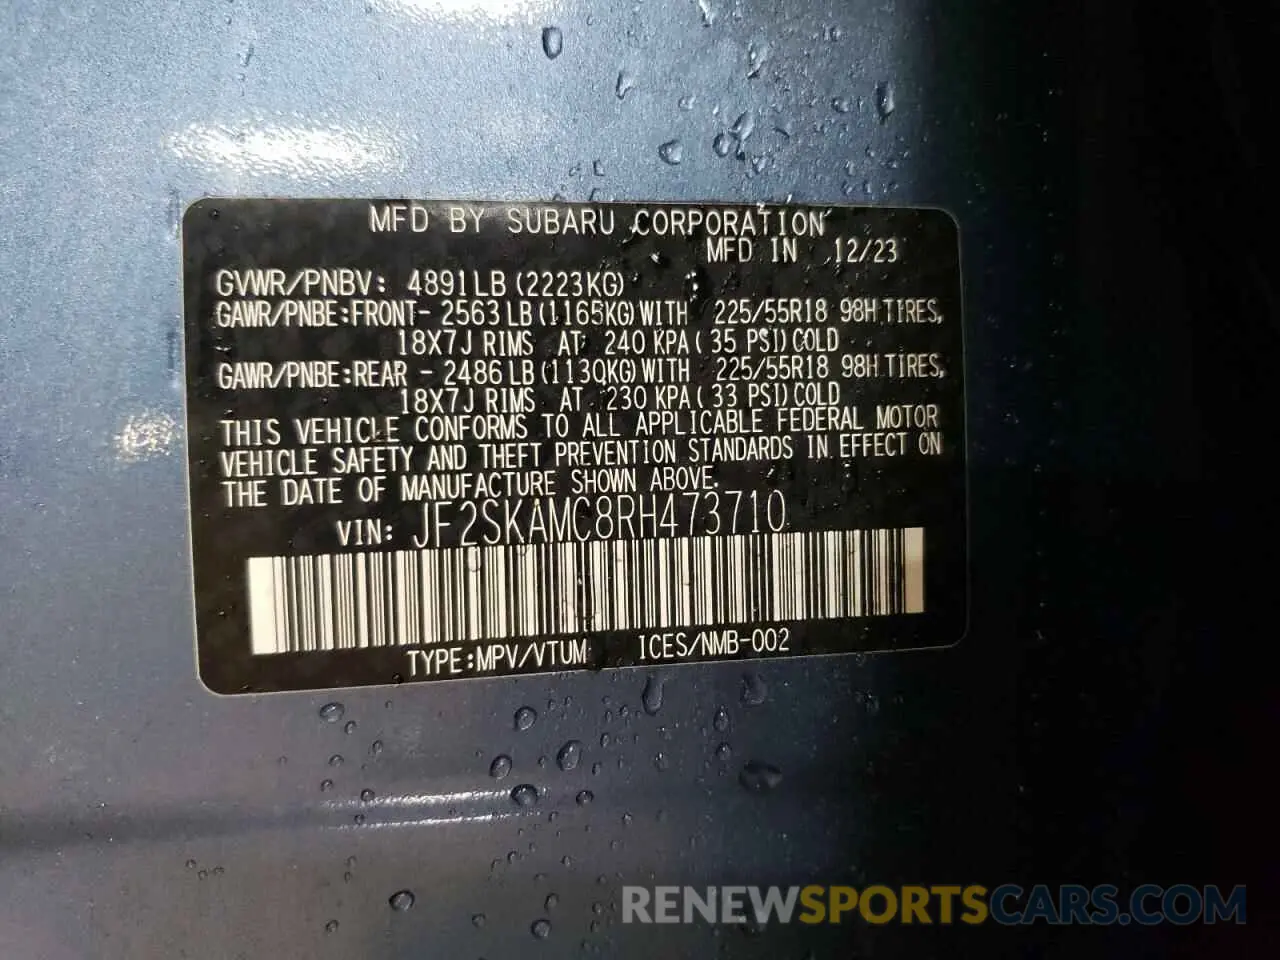 MFD BY SUBARU CORPORATION
MFD IN 12/23
GVWR/PNBV: 4891LB (2223KG)
GAWR/PNBE:FRONT- 2563LB (1165KG) WITH 225/55R18 98H TIRES,
18X7J RIMS AT 240 KPA ( 35 PSI) COLD
GAWR/PNBE:REAR - 2486LB (1130KG) WITH 225/55R18 98H TIRES,
18X7J RIMS AT 230 KPA ( 33 PSI) COLD
THIS VEHICLE CONFORMS TO ALL APPLICABLE FEDERAL MOTOR
VEHICLE SAFETY AND THEFT PREVENTION STANDARDS IN EFFECT ON
THE DATE OF MANUFACTURE SHOWN ABOVE.
VIN: JF2SKAMC8RH473710
TYPE:MPV/VTUM ICES/NMB-002
RENEWSPORTSCARS.COM